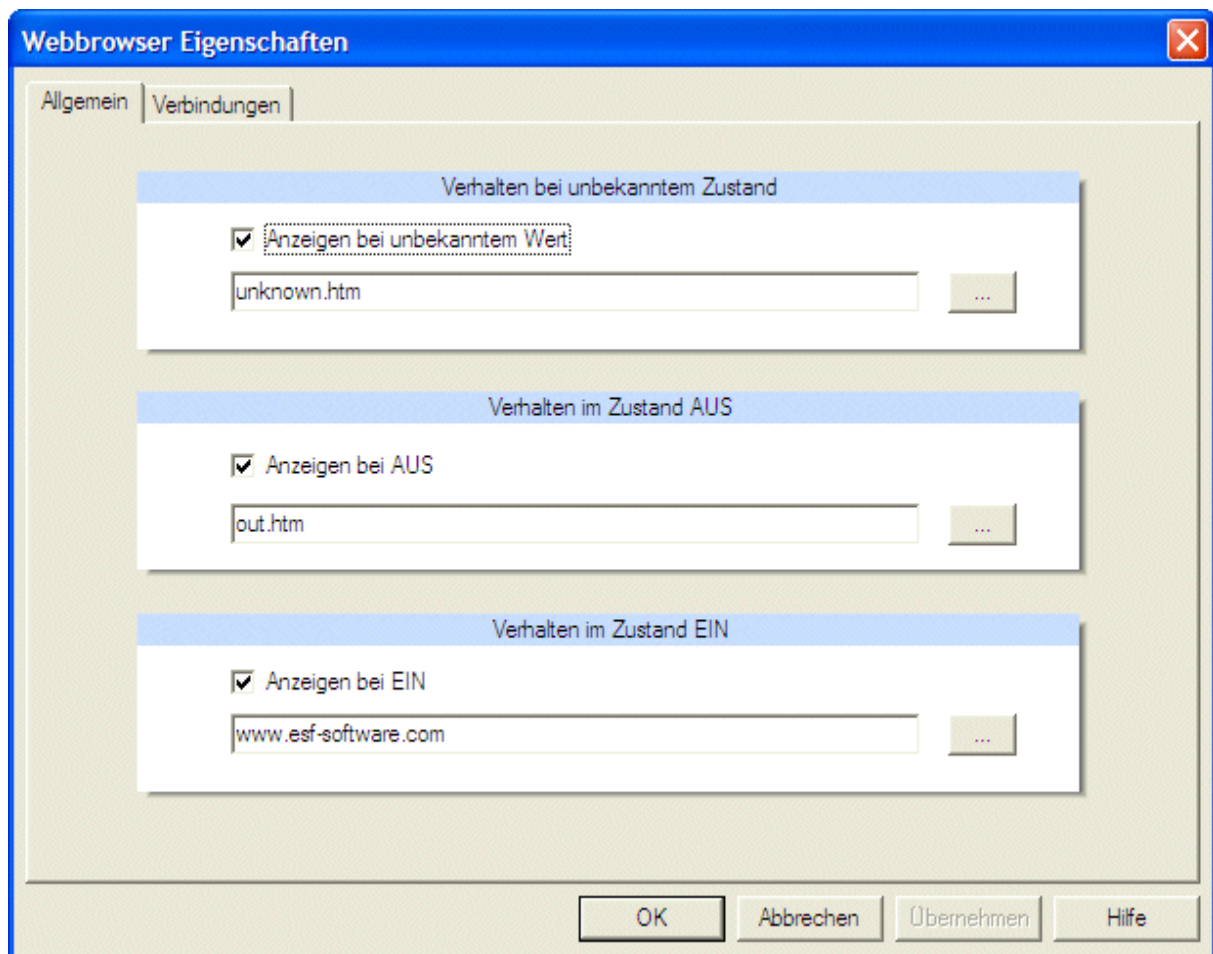 Webbrowser Eigenschaften
Allgemein Verbindungen
Verhalten bei unbekanntem Zustand
Anzeigen bei unbekanntem Wert
unknown.htm ...
Verhalten im Zustand AUS
Anzeigen bei AUS
out.htm ...
Verhalten im Zustand EIN
Anzeigen bei EIN
www.esf-software.com ...
OK Abbrechen Übernehmen Hilfe